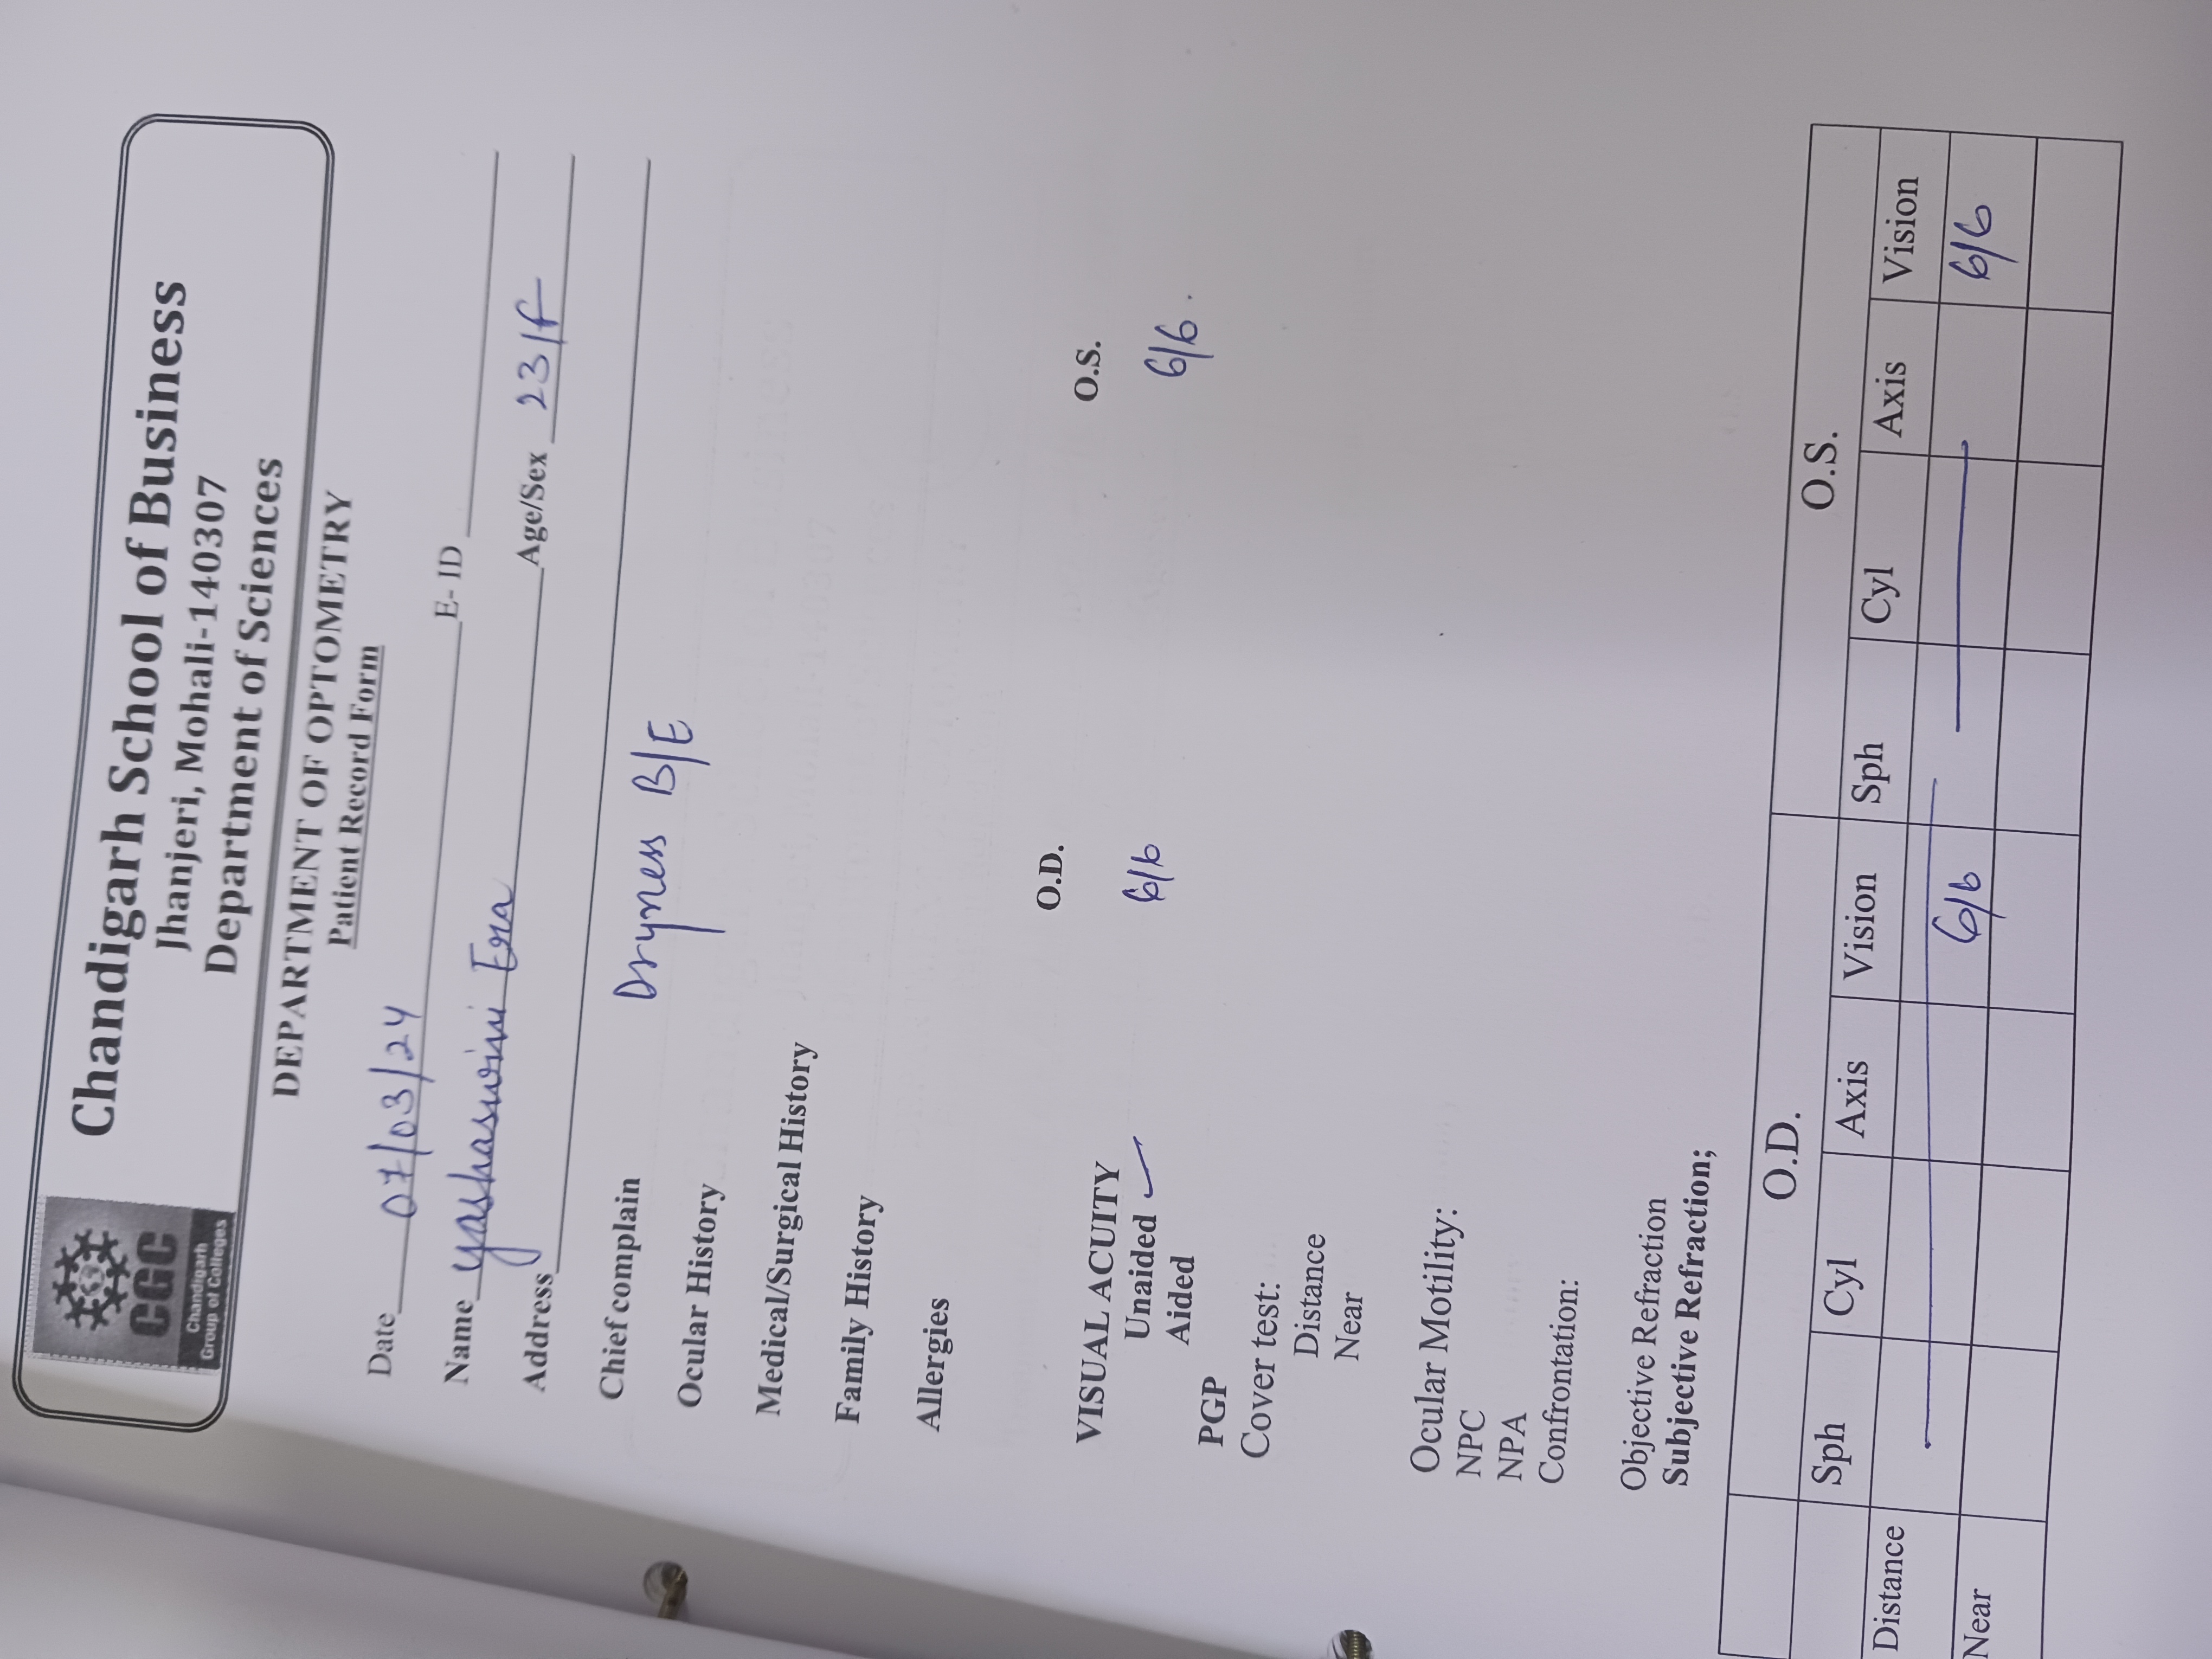 CGC
Chandigarh
Group of Colleges
Chandigarh School of Business
Jhanjeri, Mohali-140307
Department of Sciences
DEPARTMENT OF OPTOMETRY
Patient Record Form
Date 07/03/24 E- ID
Name Yashaswini Era Age/Sex 23/F
Address
Chief complain Dryness B/E
Ocular History
Medical/Surgical History
Family History
Allergies
O.D. O.S.
VISUAL ACUITY
Unaided ✓ 6/6 6/6.
Aided
PGP
Cover test:
Distance
Near
Ocular Motility:
NPC
NPA
Confrontation:
Objective Refraction
Subjective Refraction;
O.D. O.S.
Sph Cyl Axis Vision Sph Cyl Axis Vision
Distance 6/6 6/6
Near